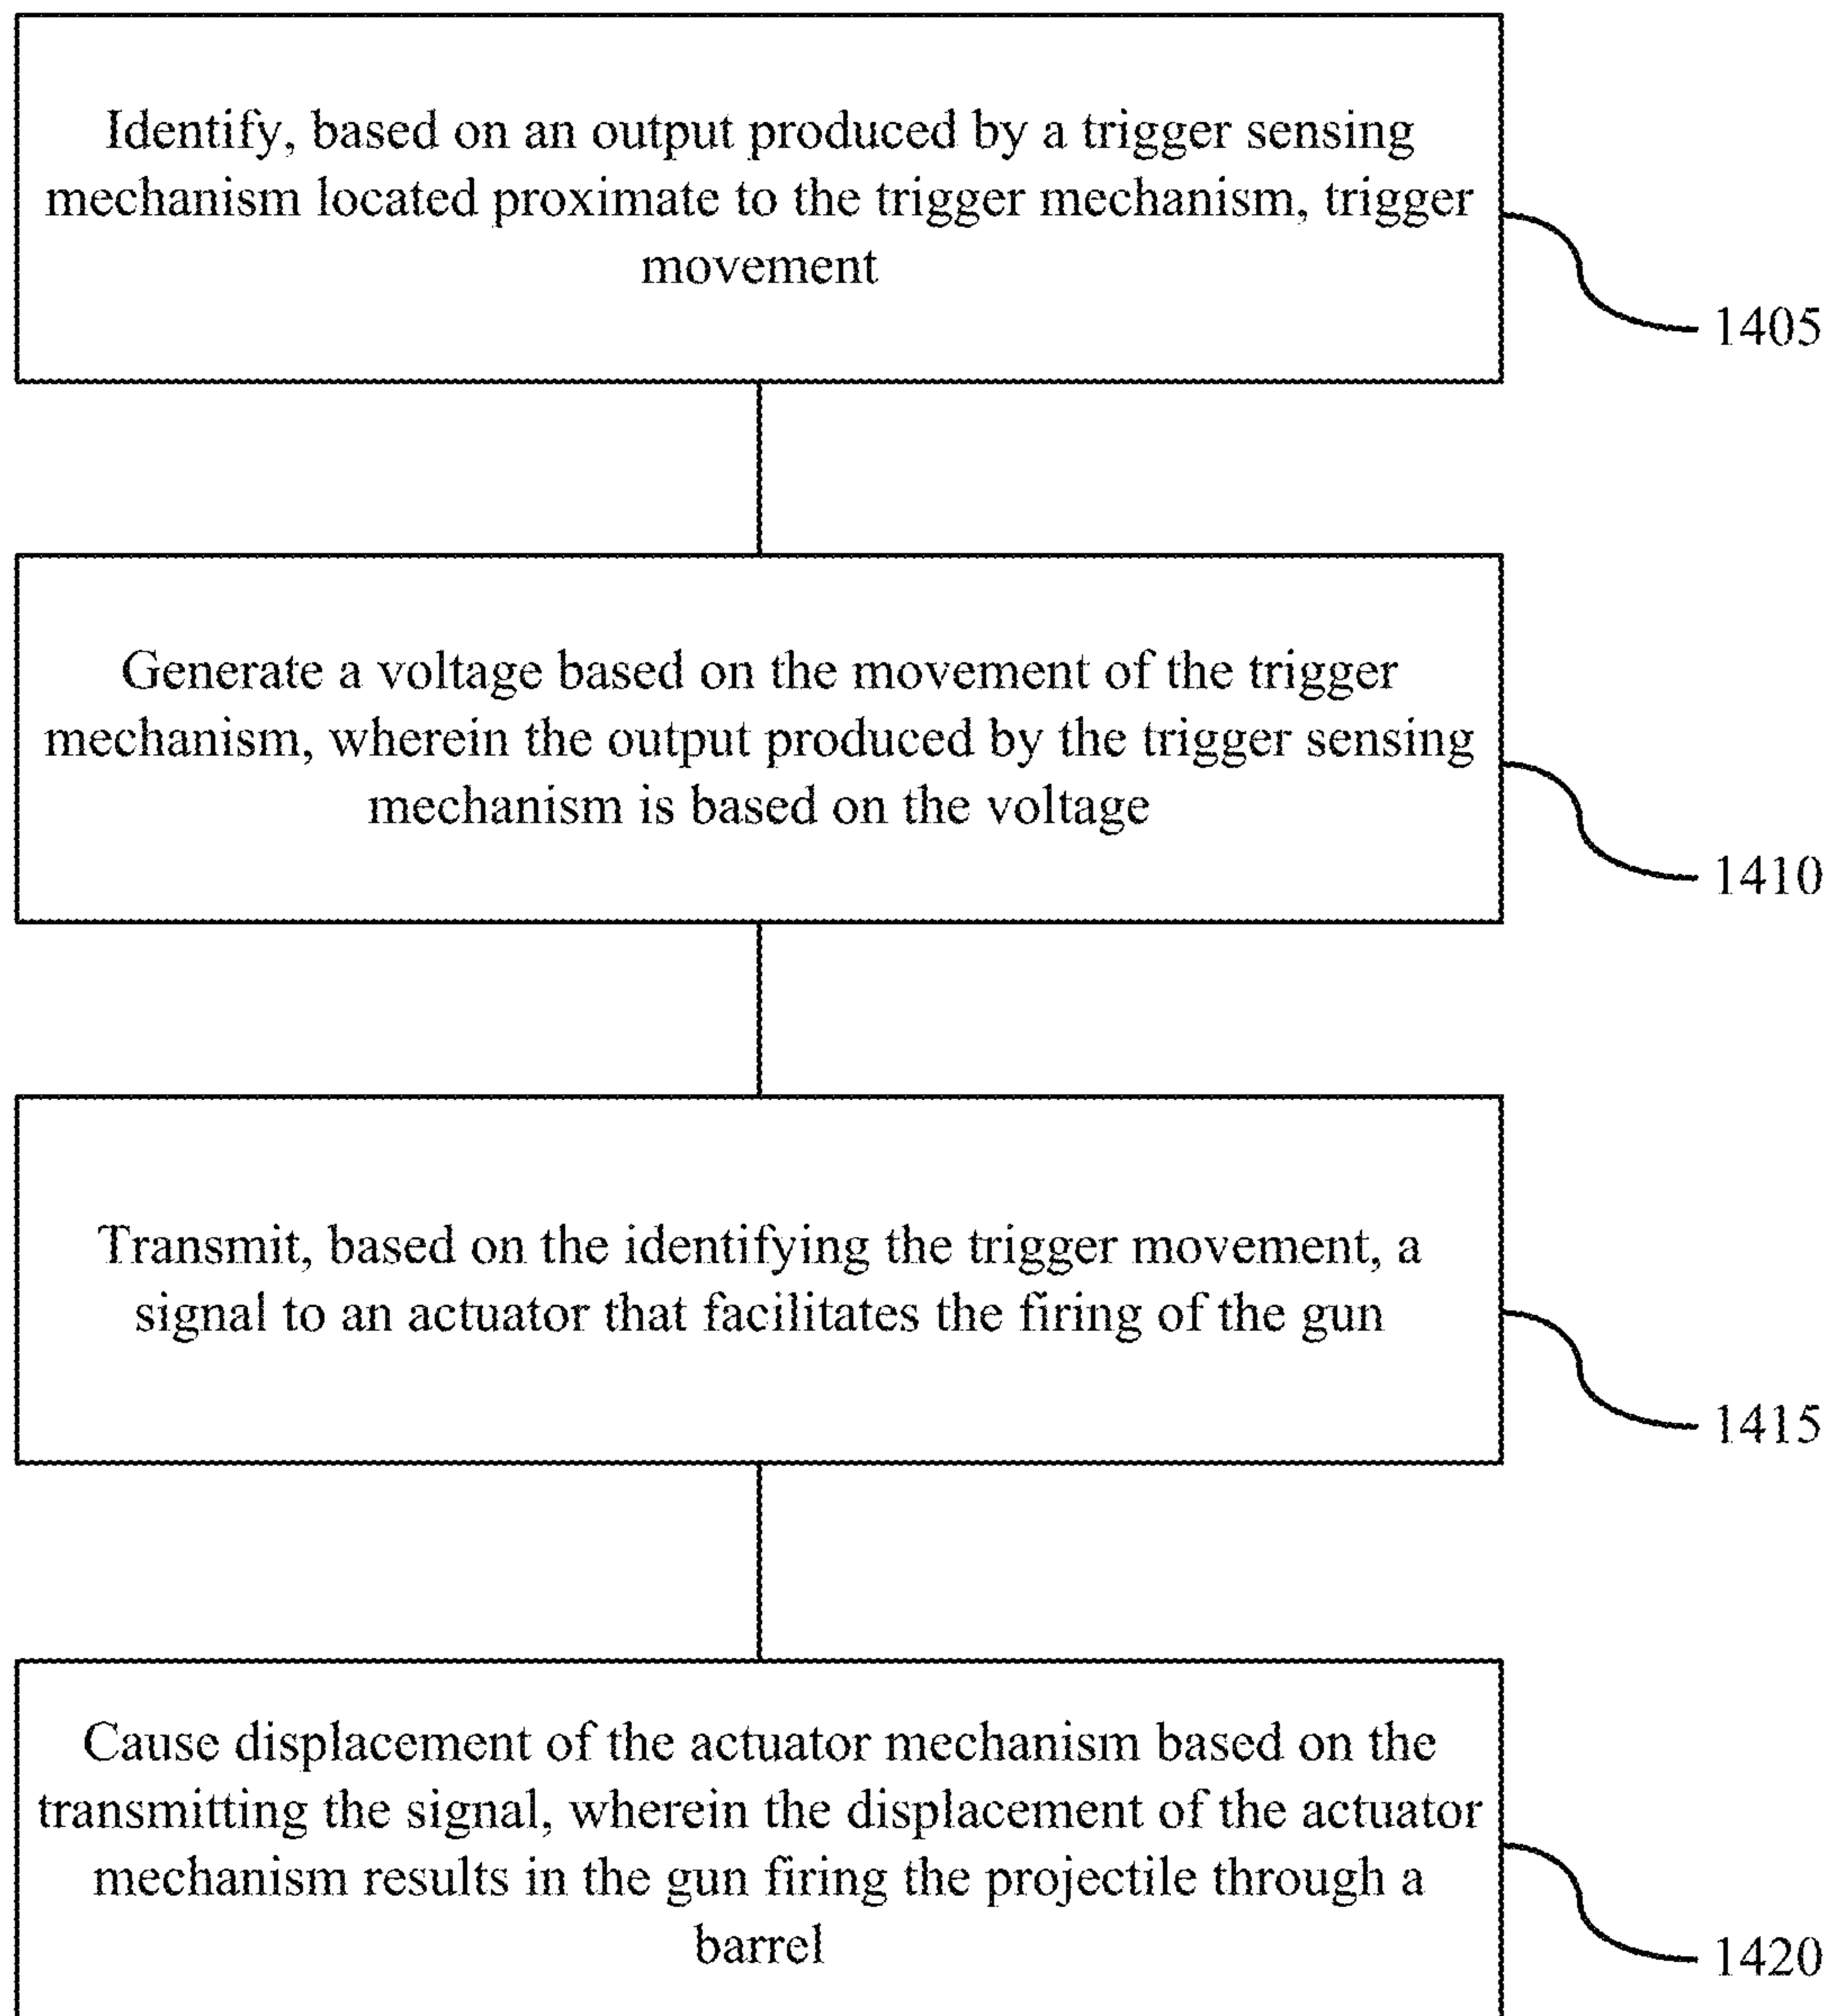 Identify, based on an output produced by a trigger sensing
mechanism located proximate to the trigger mechanism, trigger
movement
1405
Generate a voltage based on the movement of the trigger
mechanism, wherein the output produced by the trigger sensing
mechanism is based on the voltage
1410
Transmit, based on the identifying the trigger movement, a
signal to an actuator that facilitates the firing of the gun
1415
Cause displacement of the actuator mechanism based on the
transmitting the signal, wherein the displacement of the actuator
mechanism results in the gun firing the projectile through a
barrel
1420